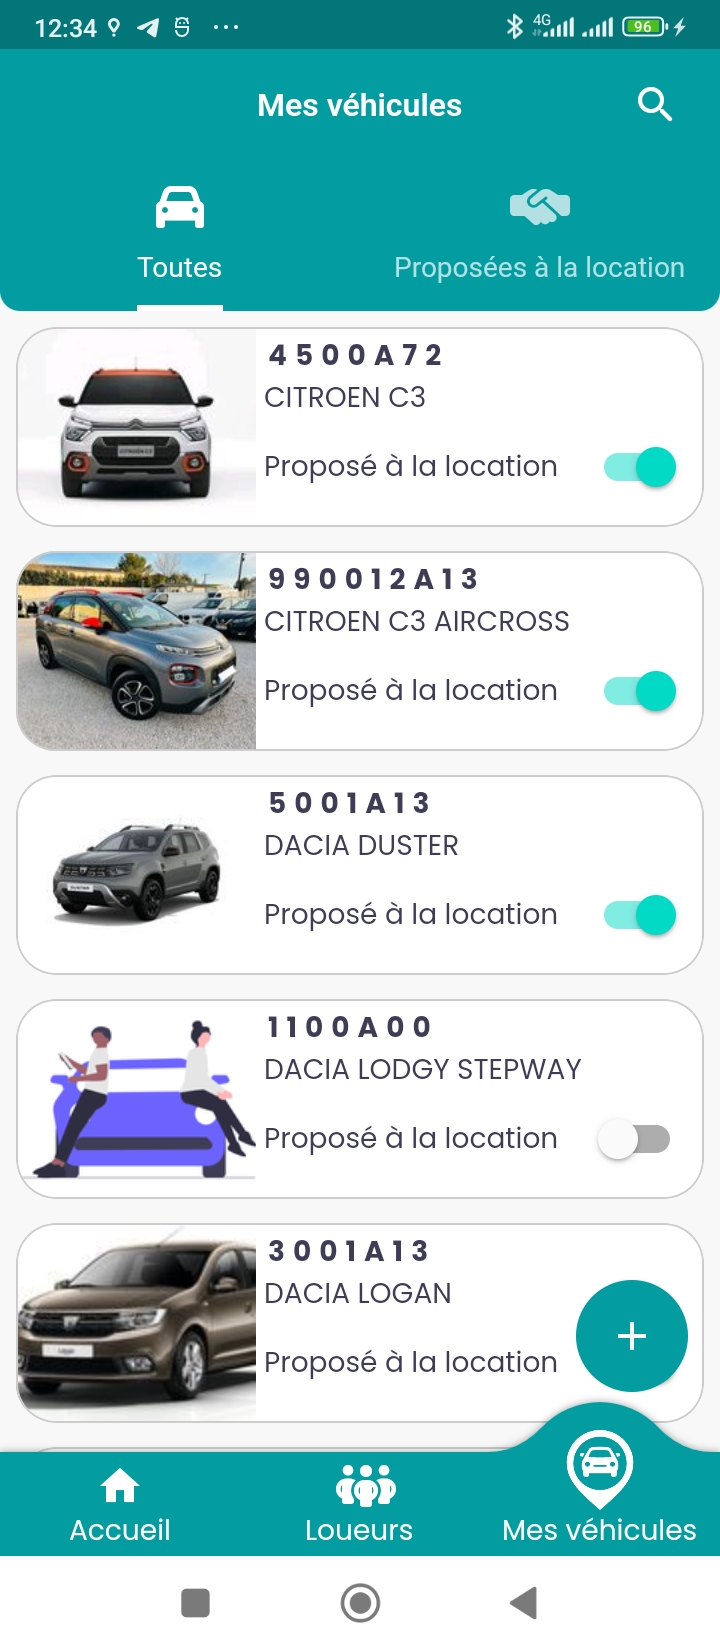 12:34
4G
96
Mes véhicules
Toutes
Proposées à la location
4500A72
CITROEN C3
Proposé à la location
990012A13
CITROEN C3 AIRCROSS
Proposé à la location
5001A13
DACIA DUSTER
Proposé à la location
DUSTER
1100A00
DACIA LODGY STEPWAY
Proposé à la location
3001A13
DACIA LOGAN
Proposé à la location
Accueil
Loueurs
Mes véhicules